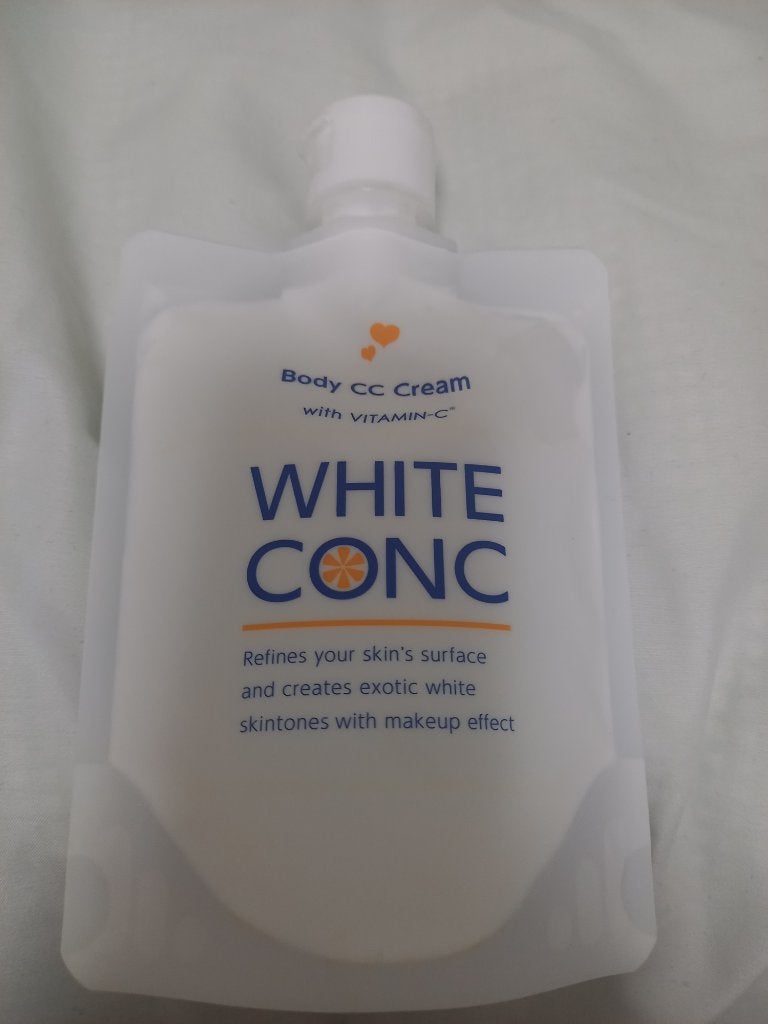 Body CC Cream
with VITAMIN-C
WHITE
CONC
Refines your skin's surface
and creates exotic white
skintones with makeup effect